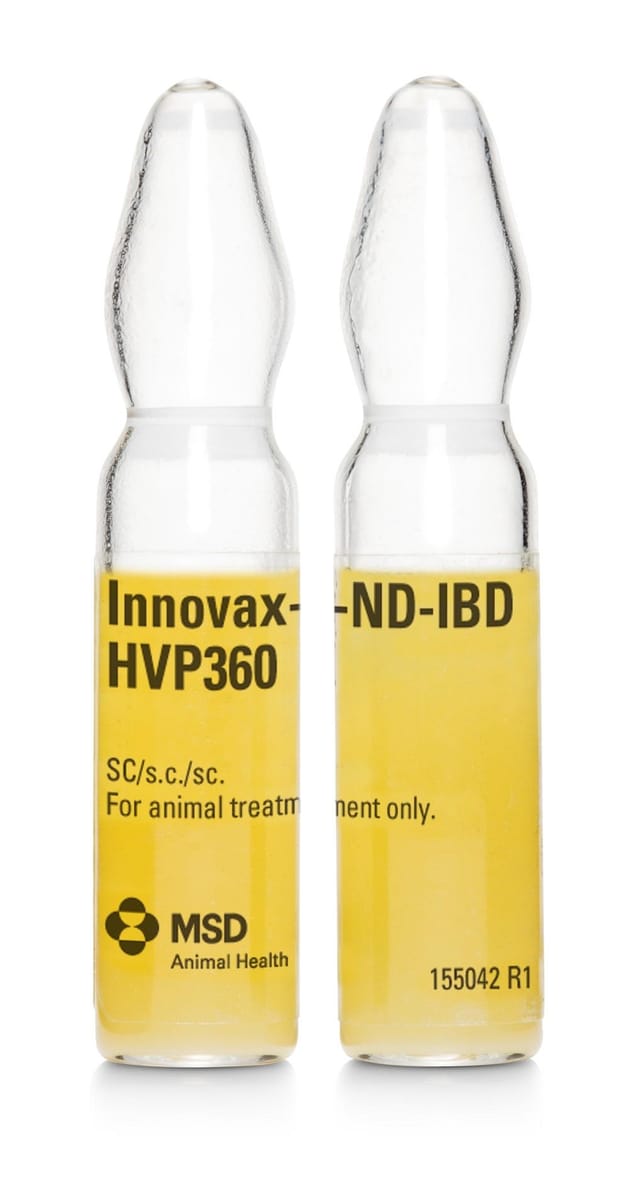 Innovax-
HVP360
SC/s.c./sc.
For animal treatm
MSD
Animal Health
-ND-IBD
ment only.
155042 R1